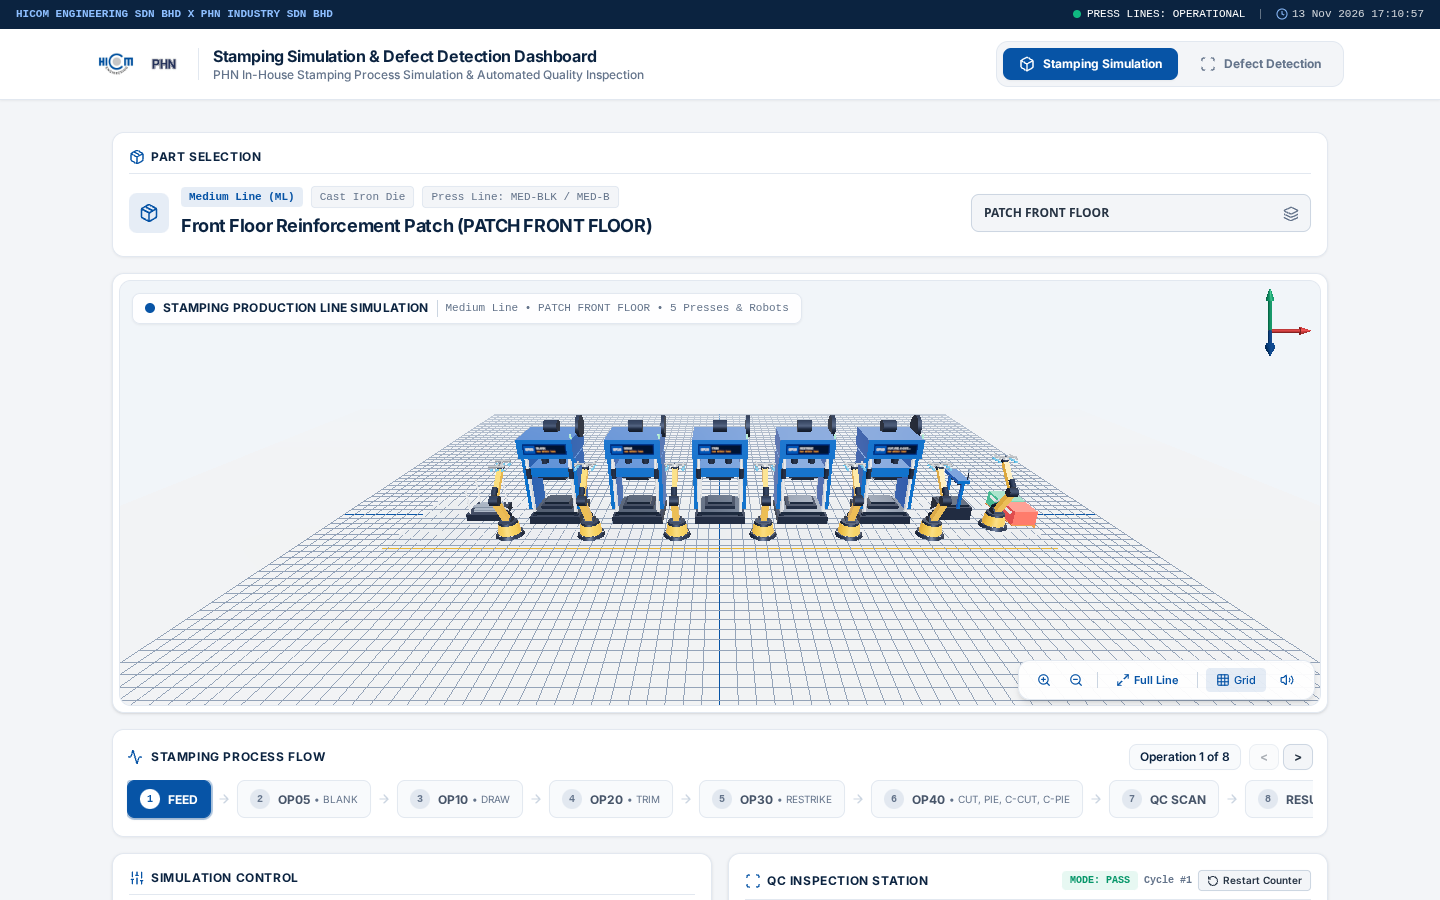 HICOM ENGINEERING SDN BHD X PHN INDUSTRY SDN BHD
PRESS LINES: OPERATIONAL | 13 Nov 2026 17:10:57
HICOM PHN
Stamping Simulation & Defect Detection Dashboard
PHN In-House Stamping Process Simulation & Automated Quality Inspection
Stamping Simulation
Defect Detection
PART SELECTION
Medium Line (ML) Cast Iron Die Press Line: MED-BLK / MED-B
Front Floor Reinforcement Patch (PATCH FRONT FLOOR)
PATCH FRONT FLOOR
STAMPING PRODUCTION LINE SIMULATION Medium Line • PATCH FRONT FLOOR • 5 Presses & Robots
Full Line Grid
STAMPING PROCESS FLOW
Operation 1 of 8 < >
1 FEED
2 OP05 • BLANK
3 OP10 • DRAW
4 OP20 • TRIM
5 OP30 • RESTRIKE
6 OP40 • CUT, PIE, C-CUT, C-PIE
7 QC SCAN
8 RESU
SIMULATION CONTROL
QC INSPECTION STATION
MODE: PASS Cycle #1 Restart Counter